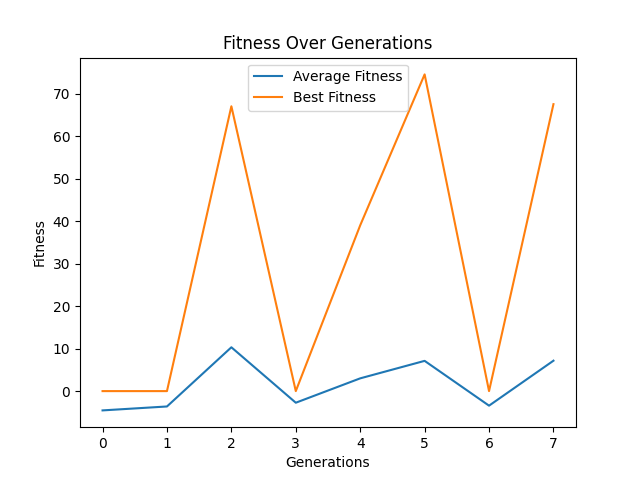 Fitness Over Generations
Average Fitness
Best Fitness
Fitness
70
60
50
40
30
20
10
0
0 1 2 3 4 5 6 7
Generations